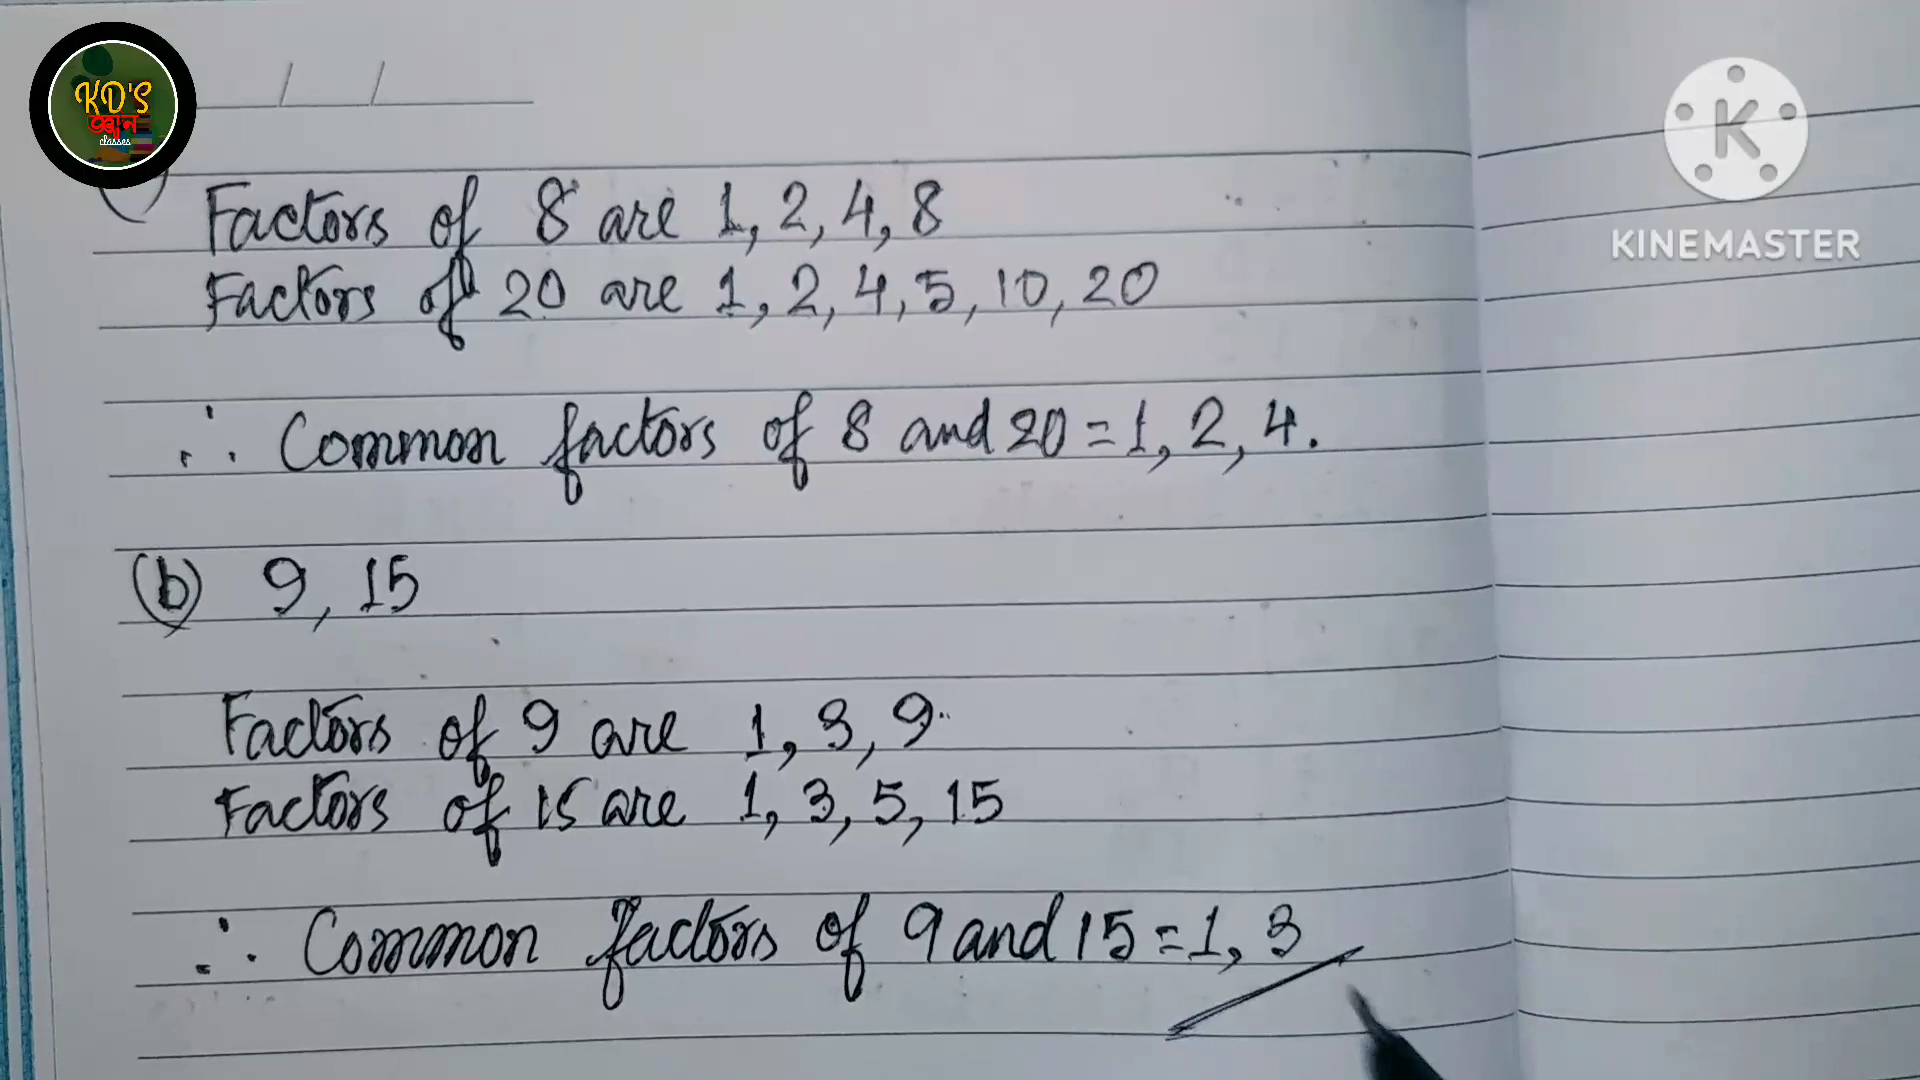 KD'S
জ্ঞান
classes
K
KINEMASTER
Factors of 8 are 1, 2, 4, 8
Factors of 20 are 1, 2, 4, 5, 10, 20
∴ Common factors of 8 and 20 = 1, 2, 4.
(b) 9, 15
Factors of 9 are 1, 3, 9
Factors of 15 are 1, 3, 5, 15
∴ Common factors of 9 and 15 = 1, 3